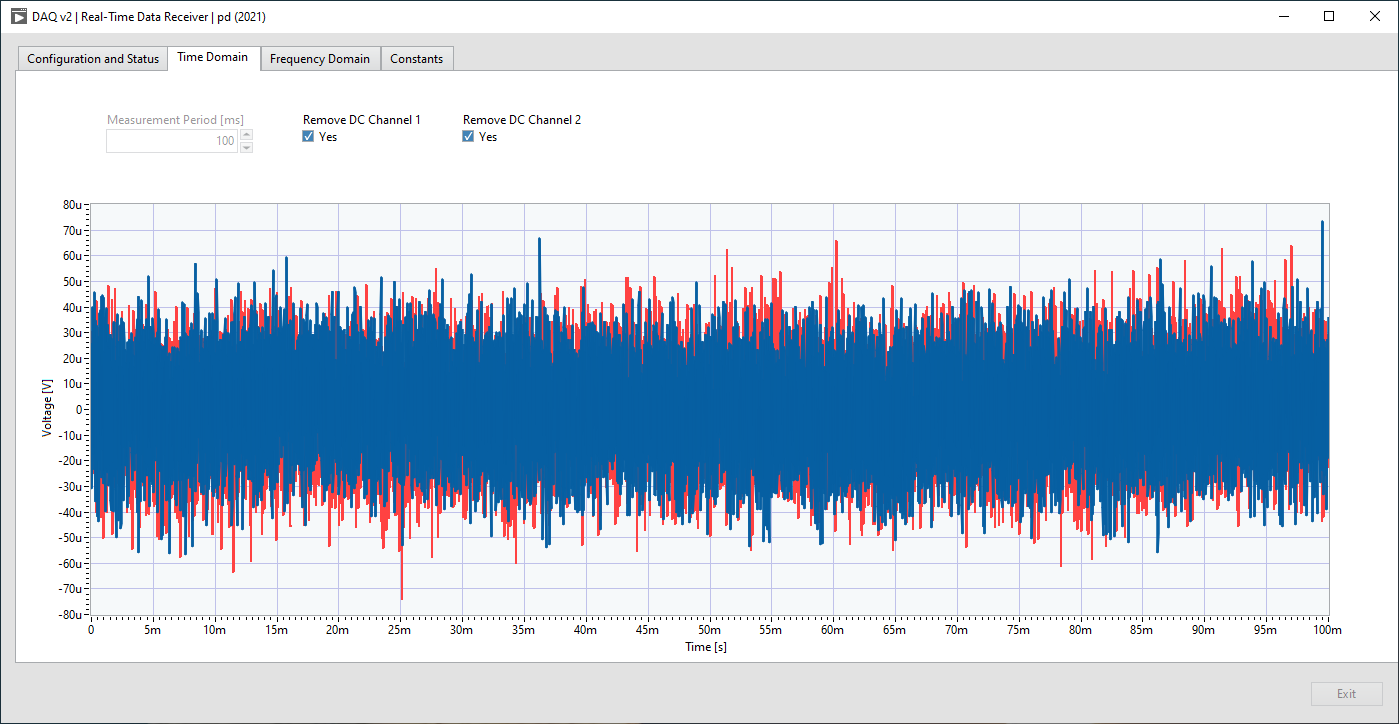 DAQ v2 | Real-Time Data Receiver | pd (2021)
Configuration and Status
Time Domain
Frequency Domain
Constants
Measurement Period [ms]
100
Remove DC Channel 1
Yes
Remove DC Channel 2
Yes
80u
70u
60u
50u
40u
30u
20u
10u
0
-10u
-20u
-30u
-40u
-50u
-60u
-70u
-80u
Voltage [V]
0 5m 10m 15m 20m 25m 30m 35m 40m 45m 50m 55m 60m 65m 70m 75m 80m 85m 90m 95m 100m
Time [s]
Exit